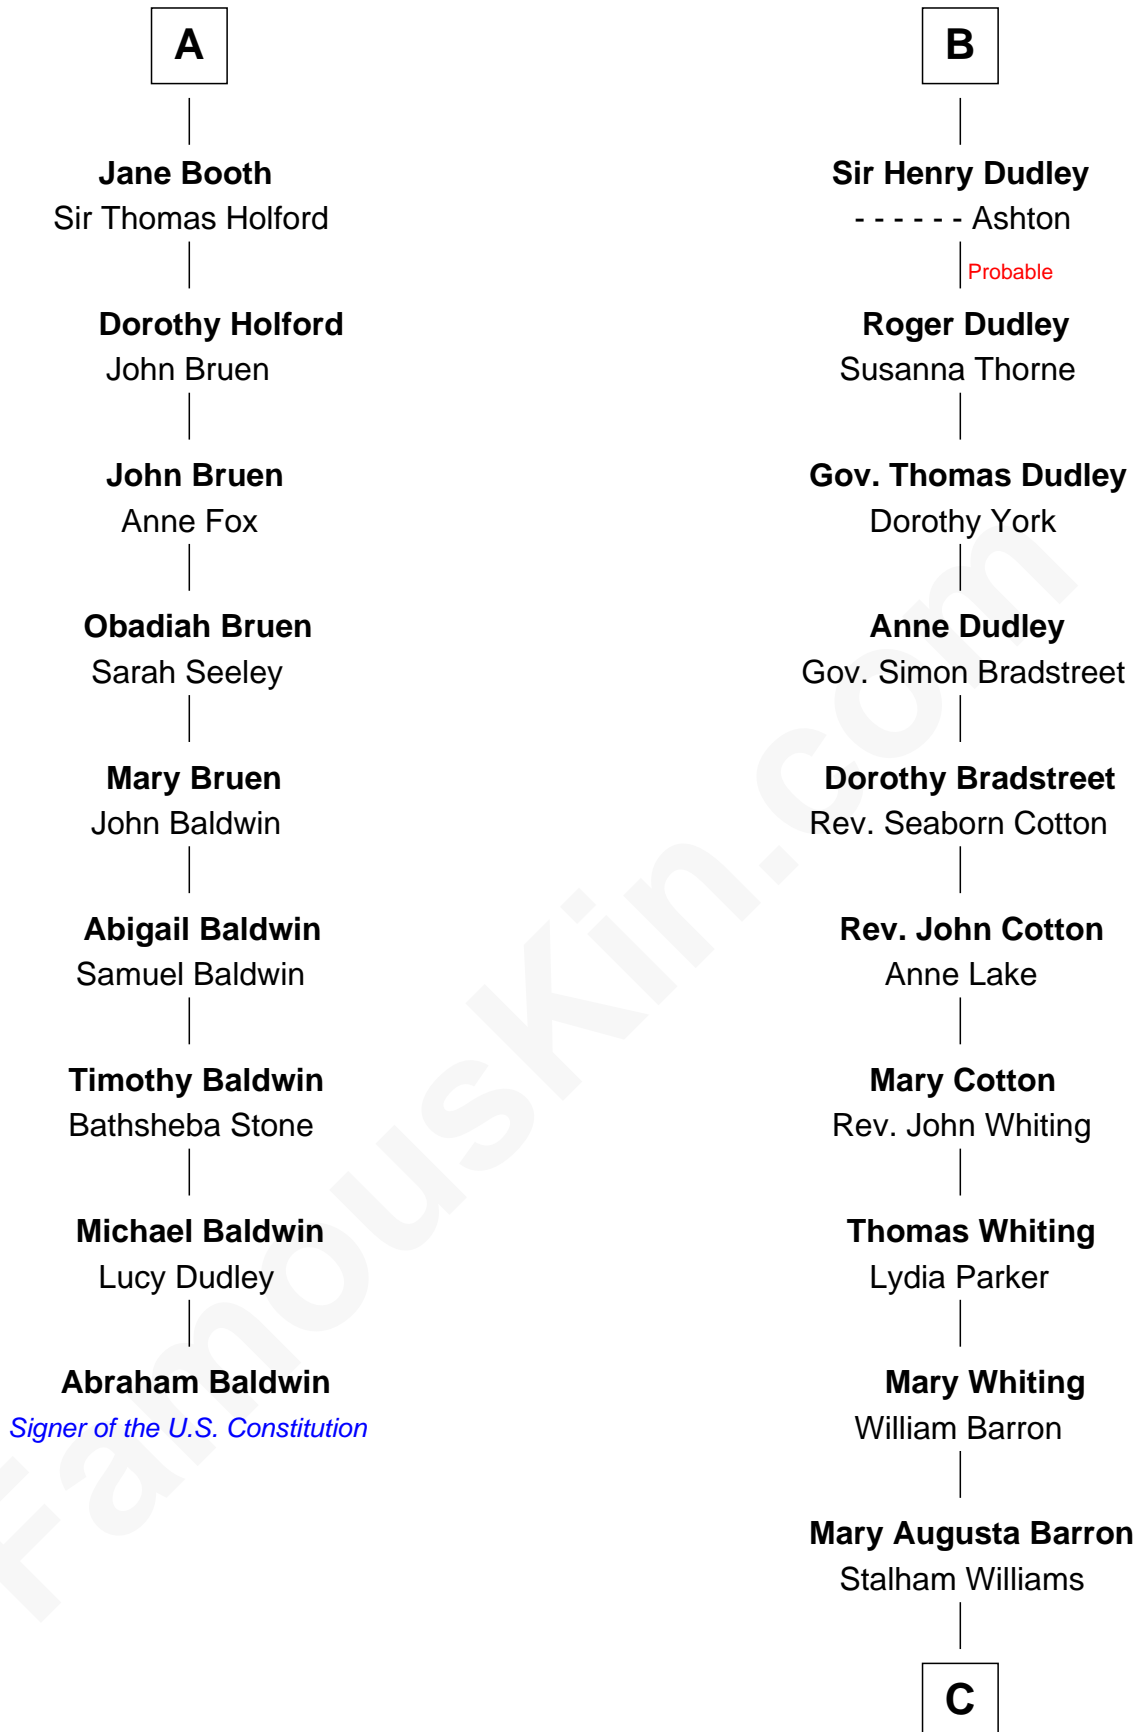 A
Jane Booth
Sir Thomas Holford
Dorothy Holford
John Bruen
John Bruen
Anne Fox
Obadiah Bruen
Sarah Seeley
Mary Bruen
John Baldwin
Abigail Baldwin
Samuel Baldwin
Timothy Baldwin
Bathsheba Stone
Michael Baldwin
Lucy Dudley
Abraham Baldwin
Signer of the U.S. Constitution
B
Sir Henry Dudley
- - - - - - Ashton
Probable
Roger Dudley
Susanna Thorne
Gov. Thomas Dudley
Dorothy York
Anne Dudley
Gov. Simon Bradstreet
Dorothy Bradstreet
Rev. Seaborn Cotton
Rev. John Cotton
Anne Lake
Mary Cotton
Rev. John Whiting
Thomas Whiting
Lydia Parker
Mary Whiting
William Barron
Mary Augusta Barron
Stalham Williams
C
FamousKin.com